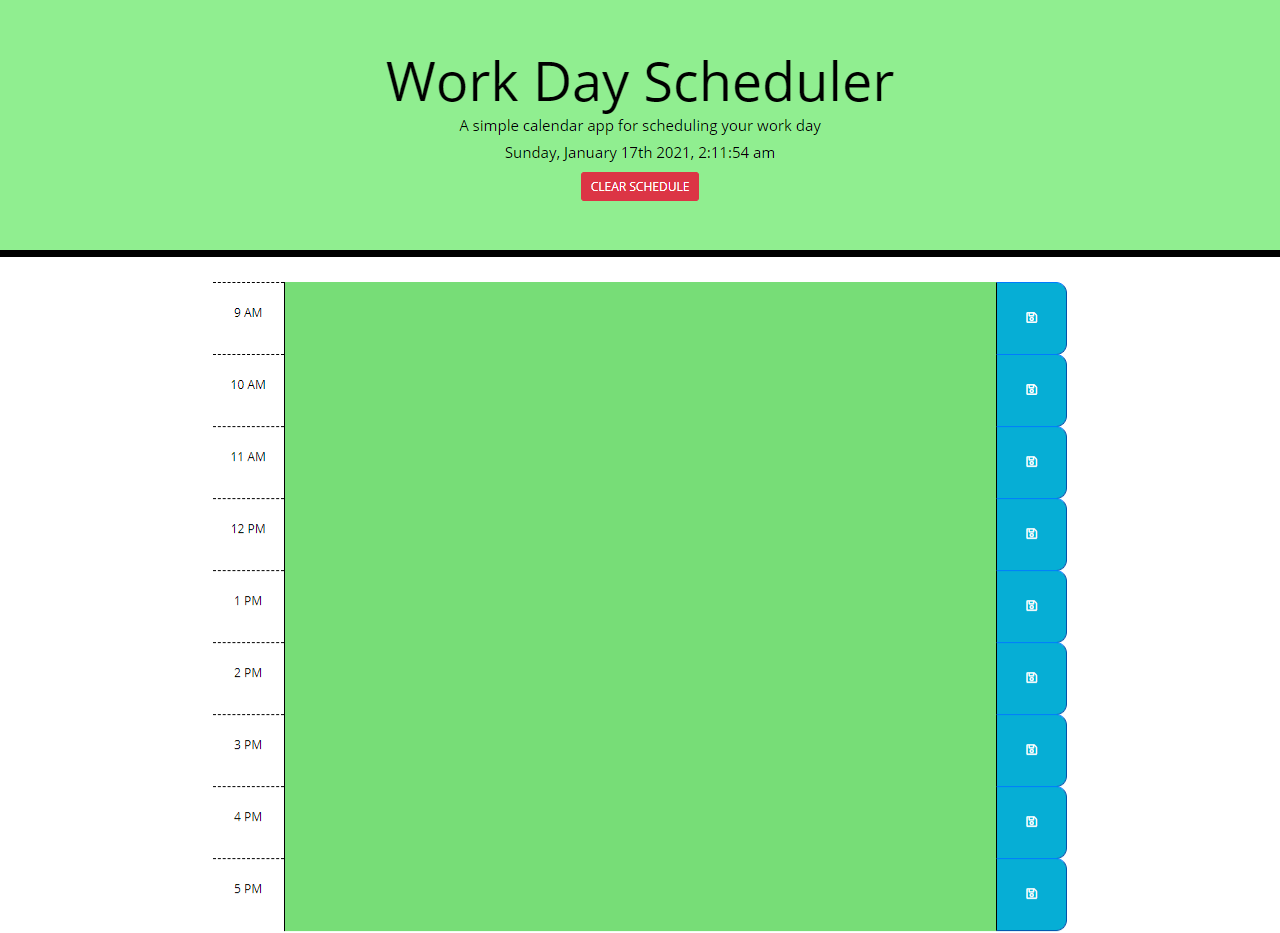 Work Day Scheduler
A simple calendar app for scheduling your work day
Sunday, January 17th 2021, 2:11:54 am
CLEAR SCHEDULE
9 AM
10 AM
11 AM
12 PM
1 PM
2 PM
3 PM
4 PM
5 PM